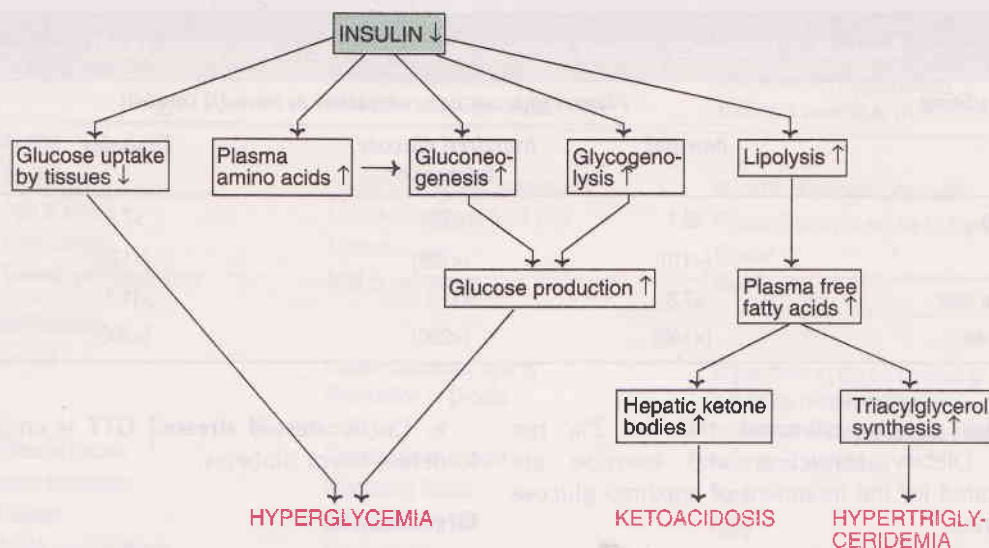 INSULIN ↓
Glucose uptake
by tissues ↓
Plasma
amino acids ↑
Gluconeo-
genesis ↑
Glycogeno-
lysis ↑
Lipolysis ↑
Glucose production ↑
Plasma free
fatty acids ↑
Hepatic ketone
bodies ↑
Triacylglycerol
synthesis ↑
HYPERGLYCEMIA
KETOACIDOSIS
HYPERTRIGLY-
CERIDEMIA